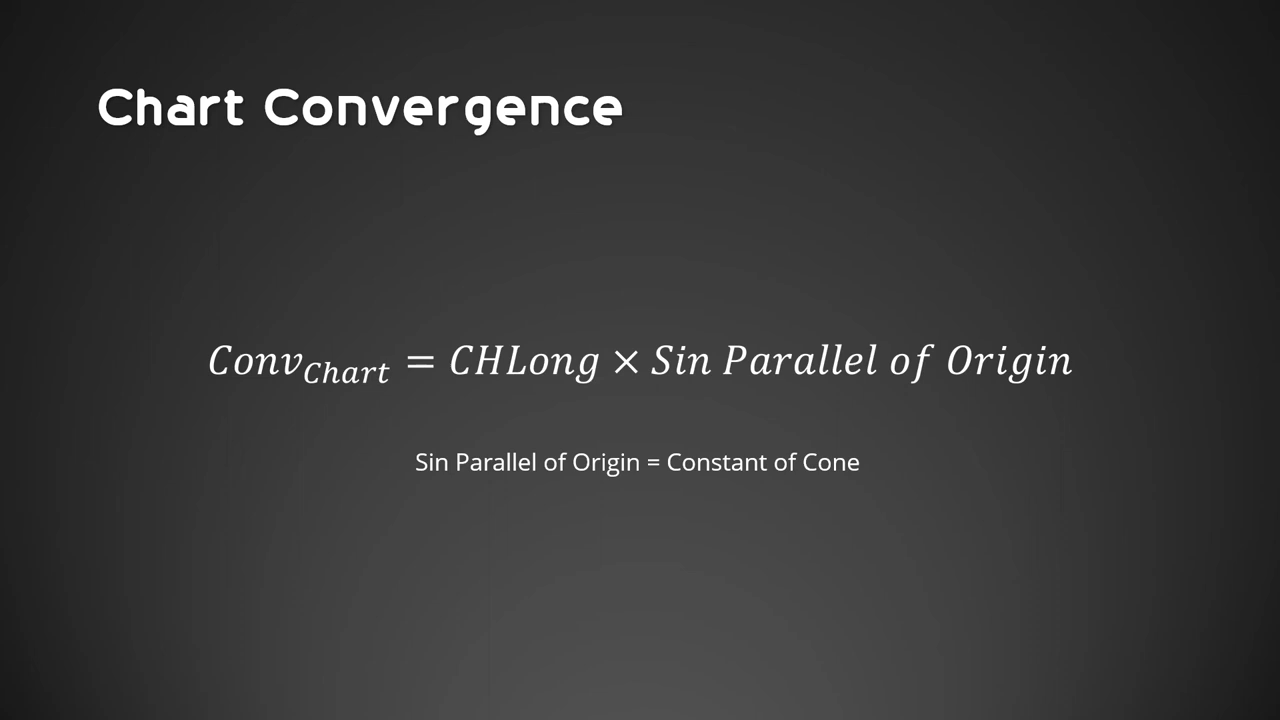 Chart Convergence
Conv_Chart = CHLong × Sin Parallel of Origin
Sin Parallel of Origin = Constant of Cone